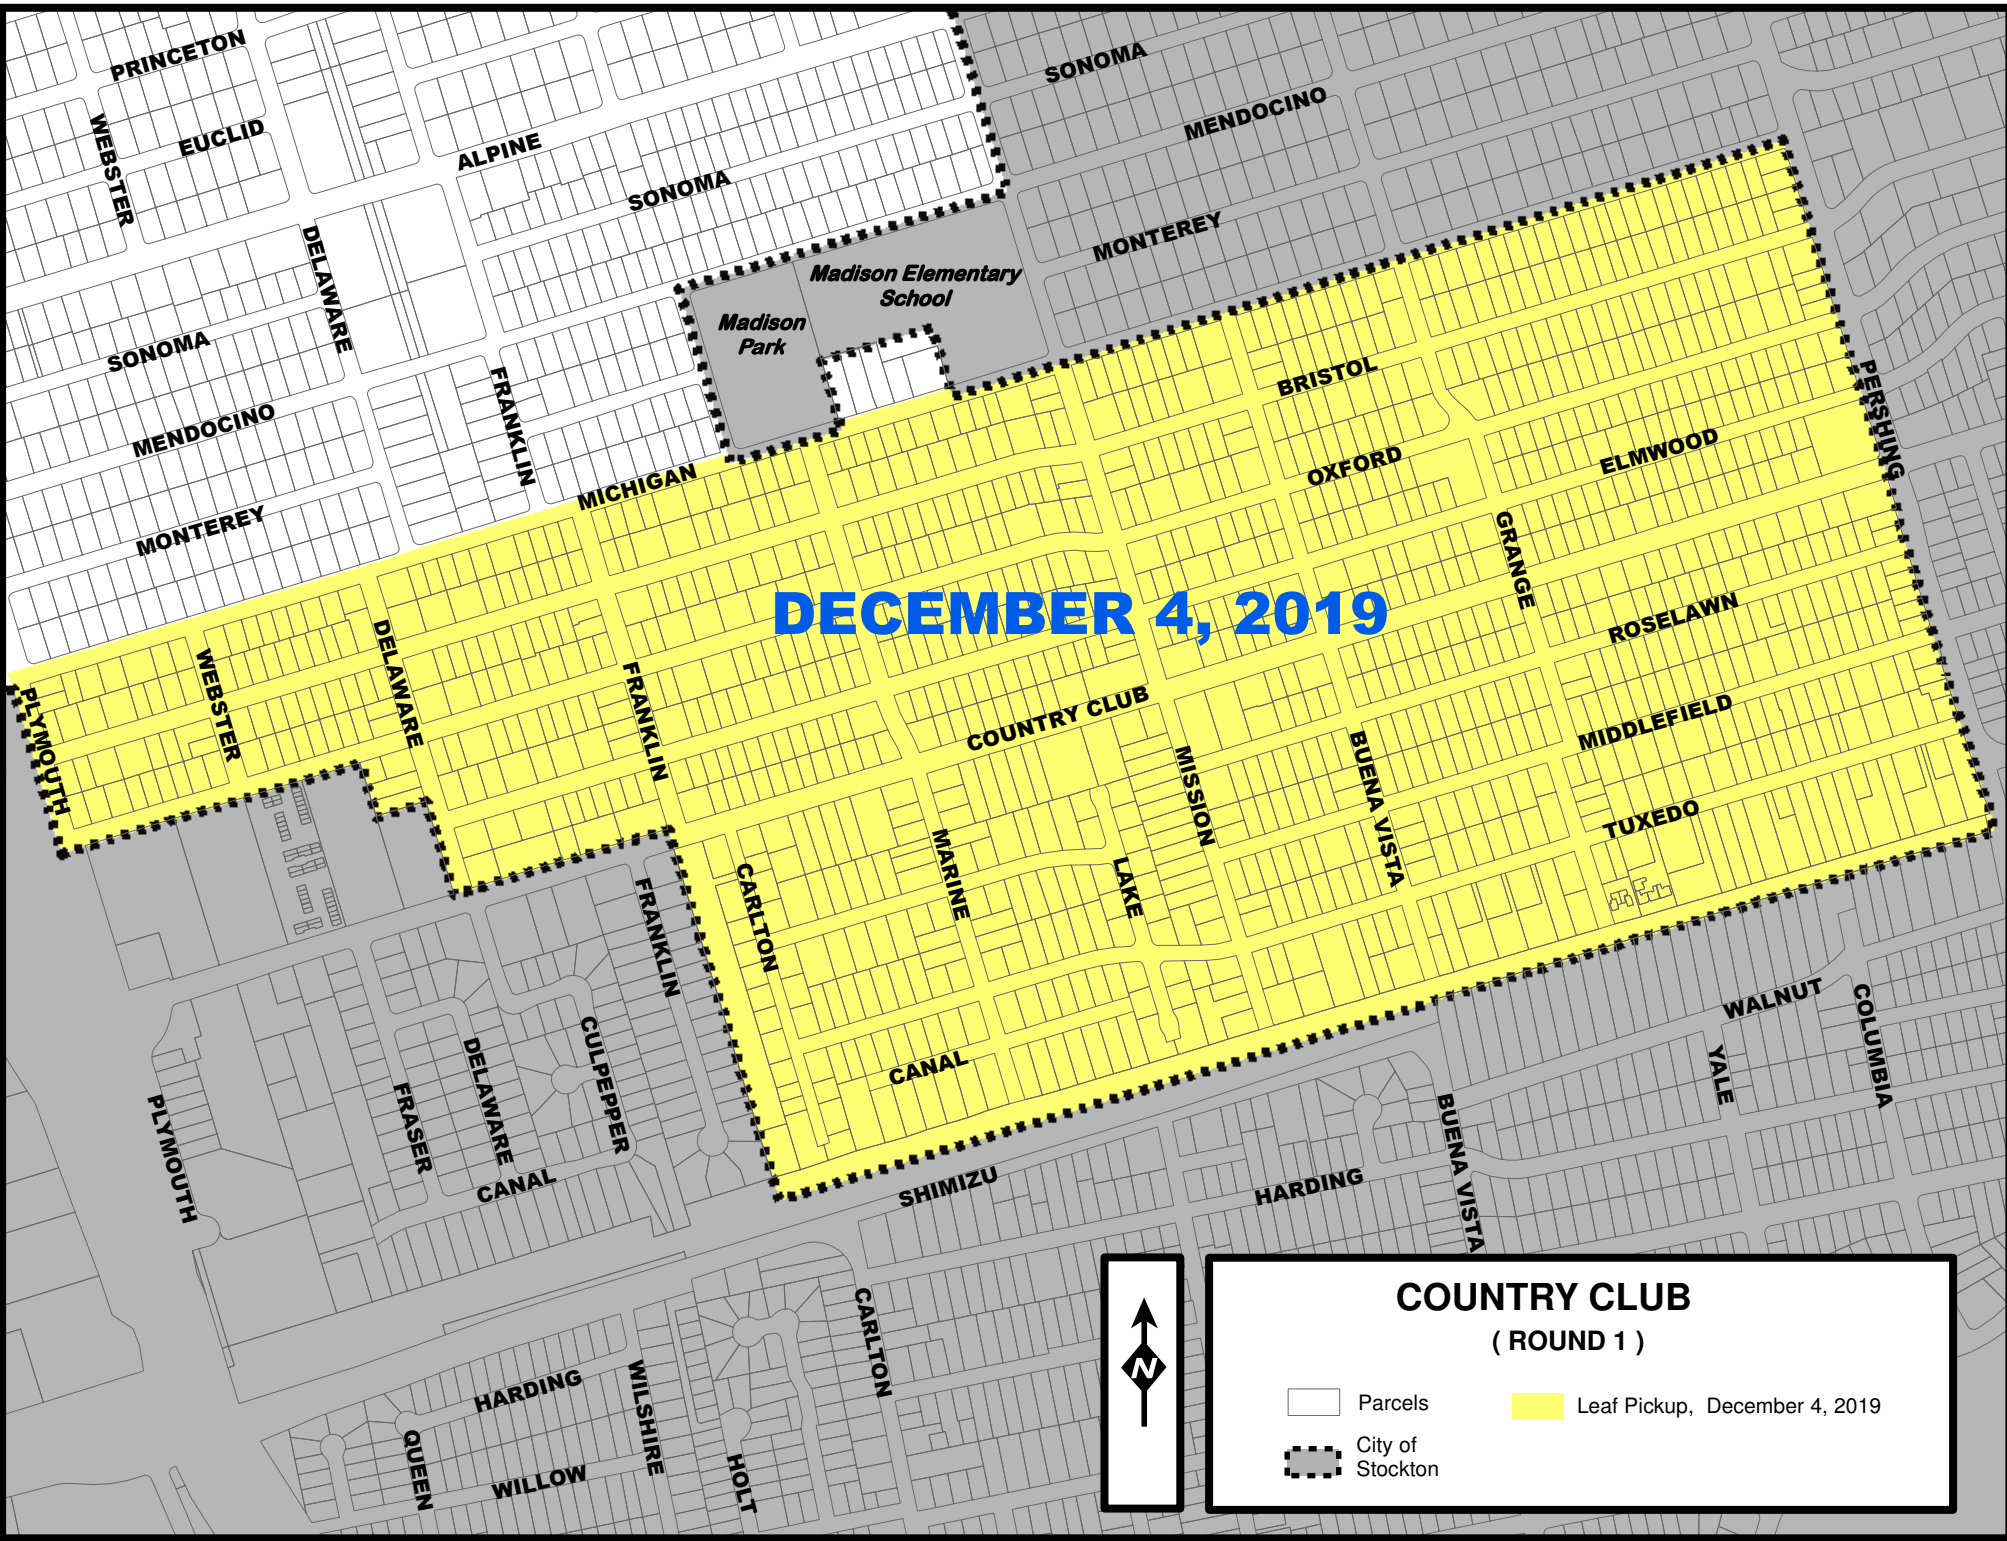 PRINCETON
WEBSTER
EUCLID
ALPINE
SONOMA
SONOMA
MENDOCINO
MONTEREY
DELAWARE
Madison Elementary
School
Madison
Park
SONOMA
FRANKLIN
MENDOCINO
MICHIGAN
MONTEREY
BRISTOL
OXFORD
ELMWOOD
PERSHING
GRANGE
DECEMBER 4, 2019
ROSELAWN
PLYMOUTH
WEBSTER
DELAWARE
FRANKLIN
COUNTRY CLUB
MIDDLEFIELD
MISSION
BUENA VISTA
TUXEDO
MARINE
LAKE
CARLTON
FRANKLIN
CANAL
WALNUT
COLUMBIA
YALE
CULPEPPER
DELAWARE
FRASER
PLYMOUTH
CANAL
SHIMIZU
HARDING
BUENA VISTA
CARLTON
HARDING
WILSHIRE
QUEEN
WILLOW
HOLT
N
COUNTRY CLUB
( ROUND 1 )
Parcels
Leaf Pickup, December 4, 2019
City of
Stockton